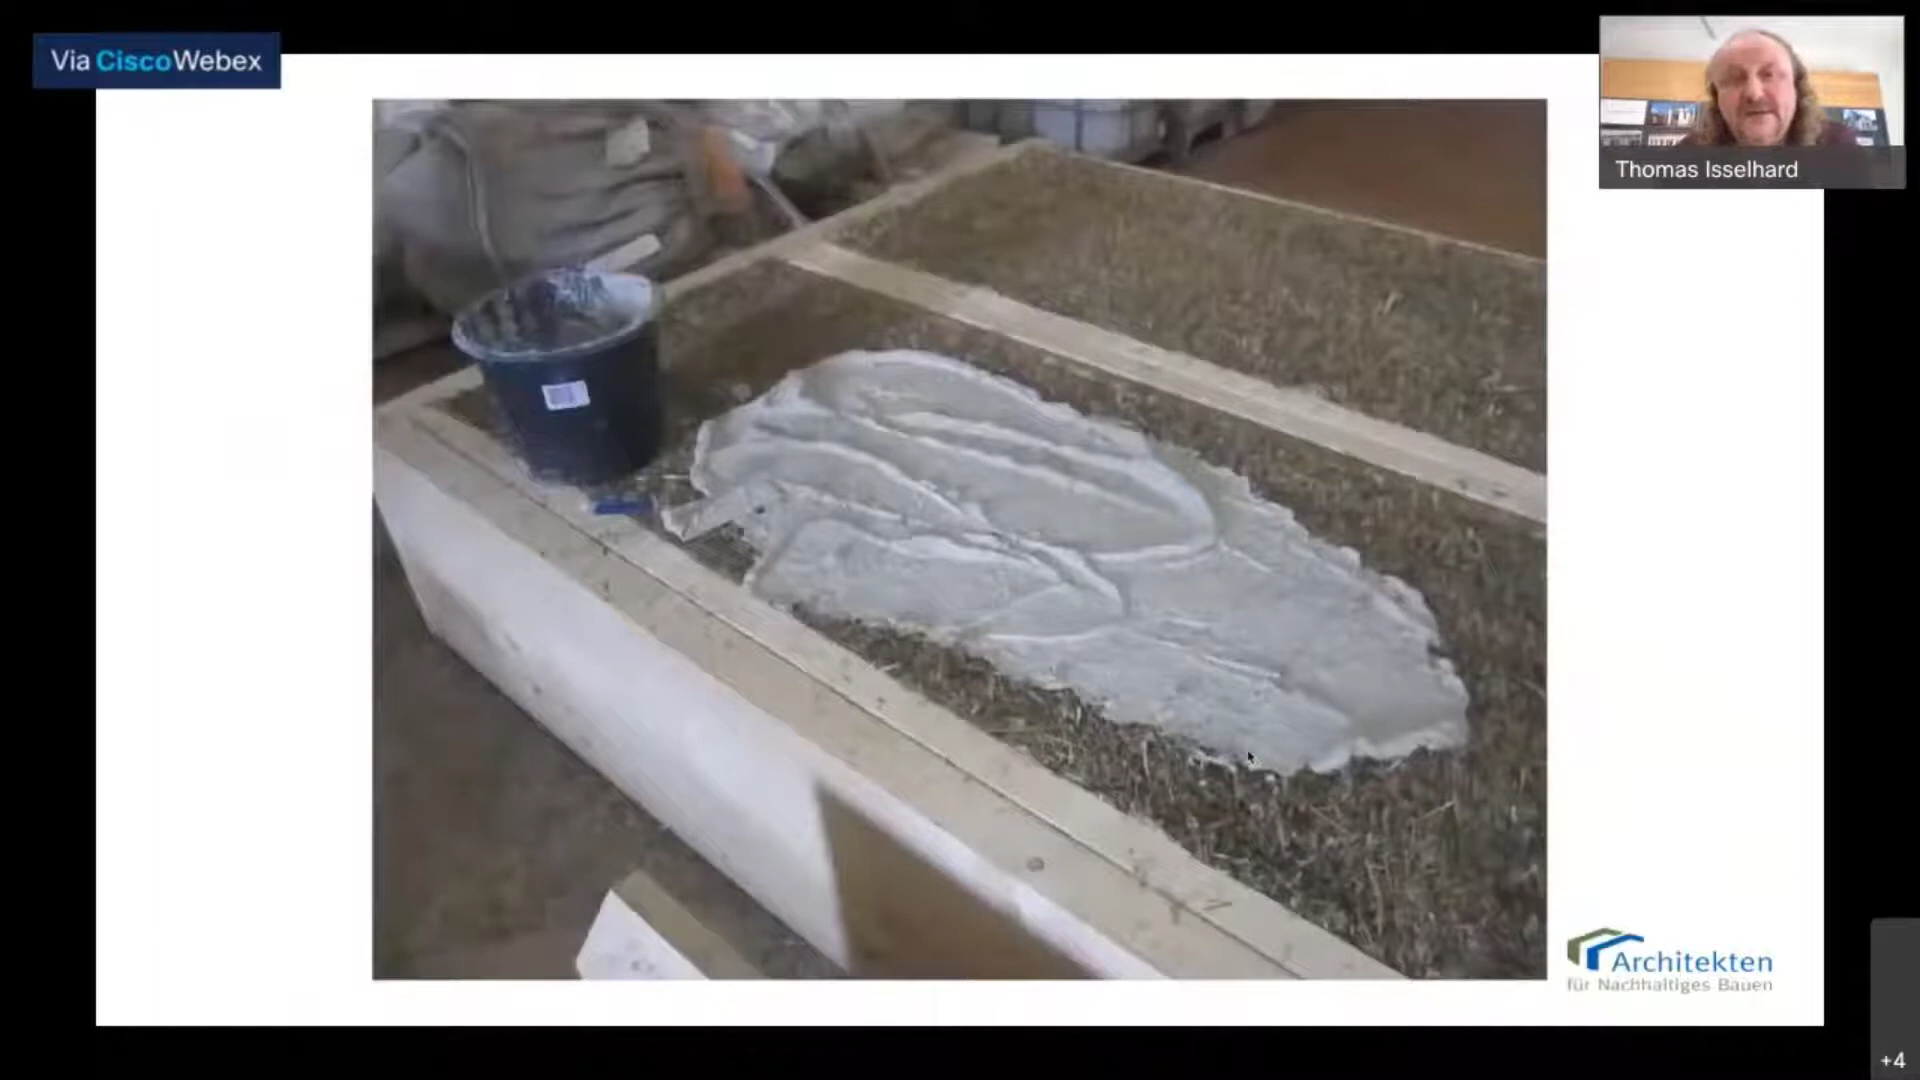 Via CiscoWebex
Thomas Isselhard
Architekten
für Nachhaltiges Bauen
+4